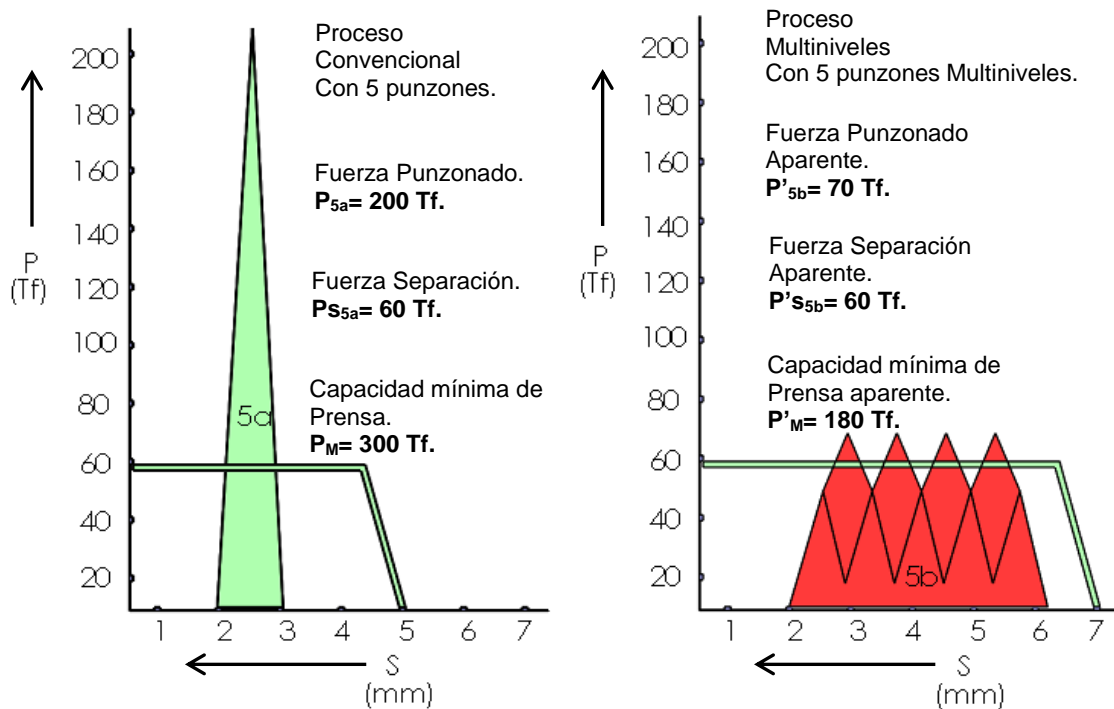 Proceso
Convencional
Con 5 punzones.
Fuerza Punzonado.
P5a= 200 Tf.
Fuerza Separación.
Ps5a= 60 Tf.
Capacidad mínima de
Prensa.
PM= 300 Tf.
200
180
160
140
120
100
80
60
40
20
P
(Tf)
5a
1 2 3 4 5 6 7
S
(mm)
Proceso
Multiniveles
Con 5 punzones Multiniveles.
Fuerza Punzonado
Aparente.
P’5b= 70 Tf.
Fuerza Separación
Aparente.
P’s5b= 60 Tf.
Capacidad mínima de
Prensa aparente.
P’M= 180 Tf.
200
180
160
140
120
100
80
60
40
20
P
(Tf)
5b
1 2 3 4 5 6 7
S
(mm)